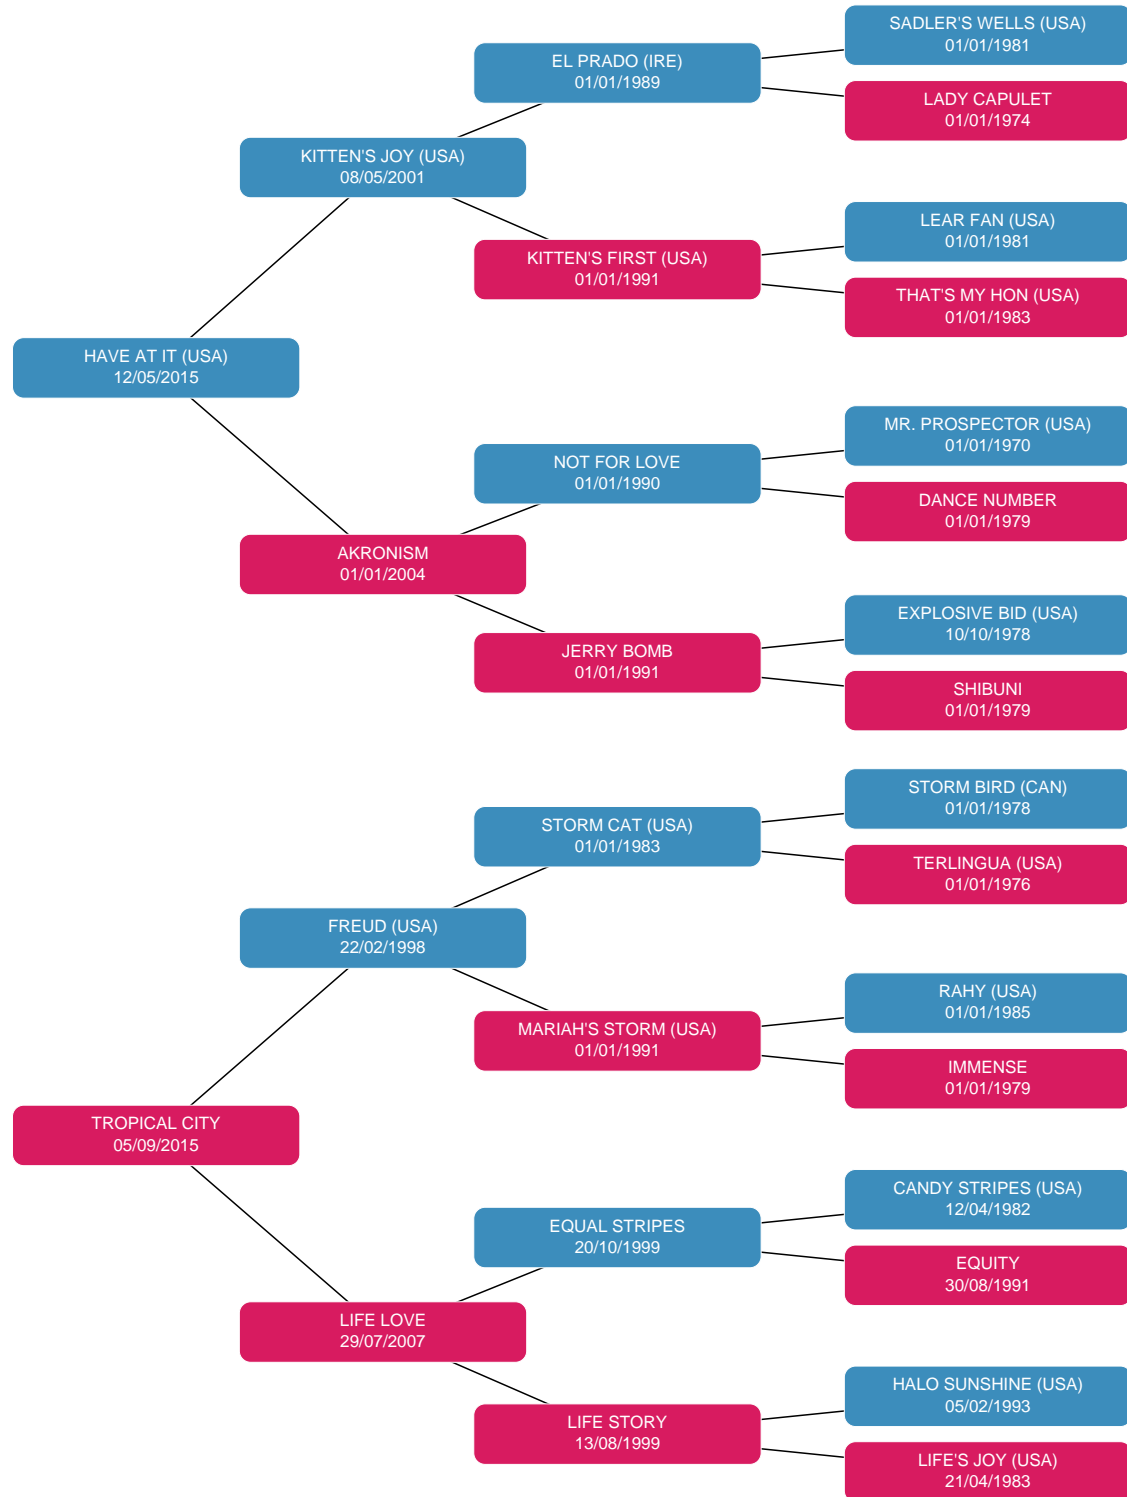 SADLER'S WELLS (USA)
01/01/1981
EL PRADO (IRE)
01/01/1989
LADY CAPULET
01/01/1974
KITTEN'S JOY (USA)
08/05/2001
LEAR FAN (USA)
01/01/1981
KITTEN'S FIRST (USA)
01/01/1991
THAT'S MY HON (USA)
01/01/1983
HAVE AT IT (USA)
12/05/2015
MR. PROSPECTOR (USA)
01/01/1970
NOT FOR LOVE
01/01/1990
DANCE NUMBER
01/01/1979
AKRONISM
01/01/2004
EXPLOSIVE BID (USA)
10/10/1978
JERRY BOMB
01/01/1991
SHIBUNI
01/01/1979
STORM BIRD (CAN)
01/01/1978
STORM CAT (USA)
01/01/1983
TERLINGUA (USA)
01/01/1976
FREUD (USA)
22/02/1998
RAHY (USA)
01/01/1985
MARIAH'S STORM (USA)
01/01/1991
IMMENSE
01/01/1979
TROPICAL CITY
05/09/2015
CANDY STRIPES (USA)
12/04/1982
EQUAL STRIPES
20/10/1999
EQUITY
30/08/1991
LIFE LOVE
29/07/2007
HALO SUNSHINE (USA)
05/02/1993
LIFE STORY
13/08/1999
LIFE'S JOY (USA)
21/04/1983